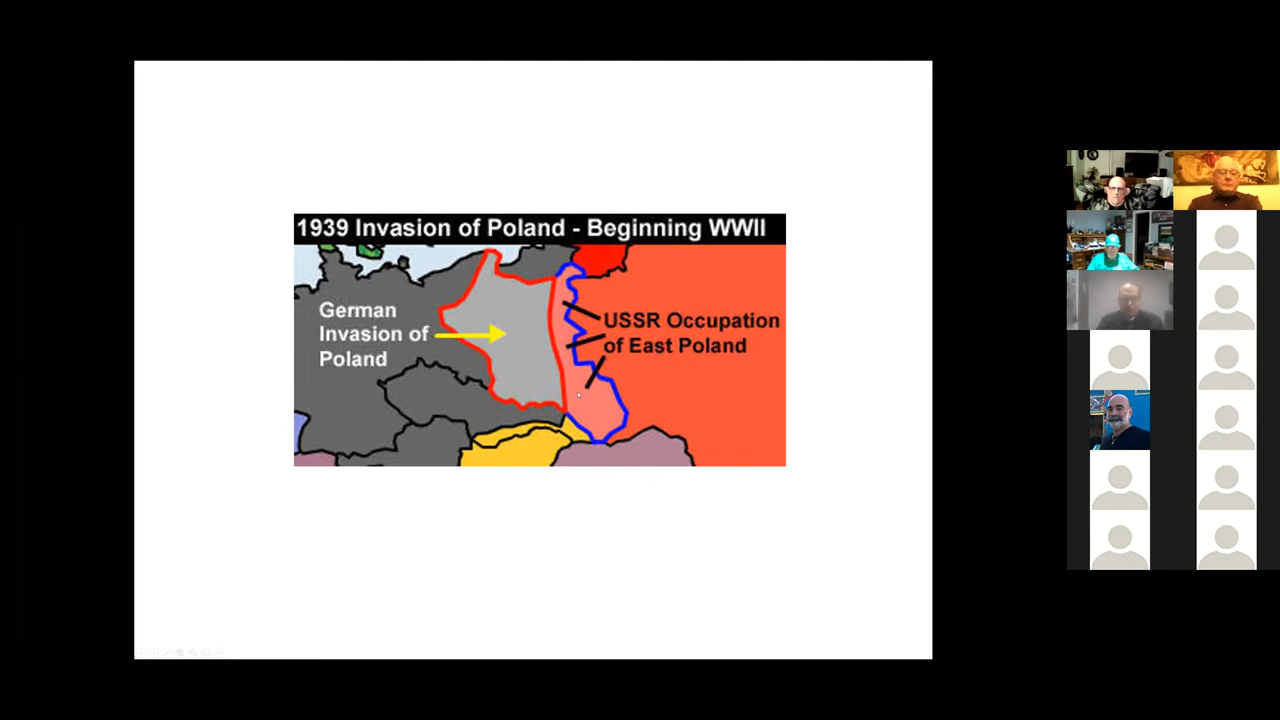 1939 Invasion of Poland - Beginning WWII
German
Invasion of
Poland
USSR Occupation
of East Poland